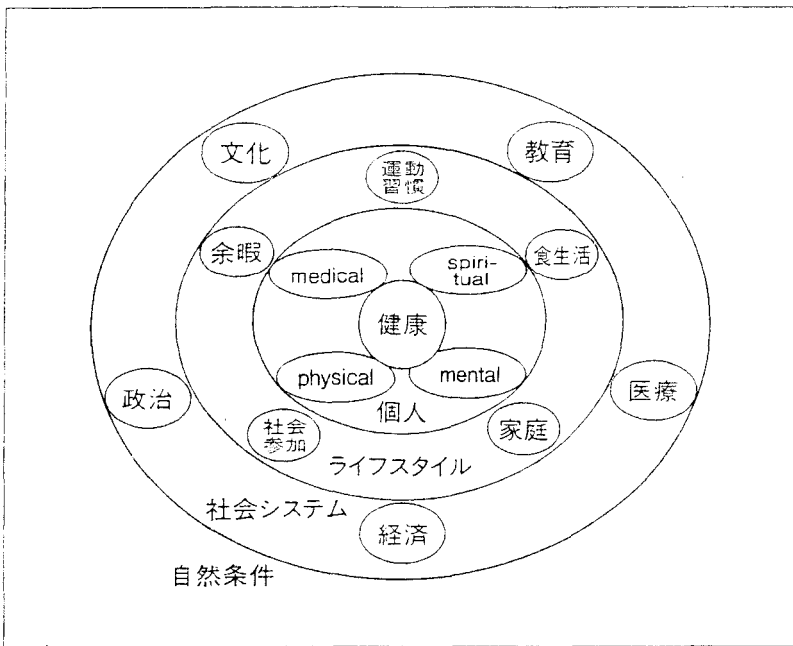 文化
教育
運動
習慣
余暇
食生活
medical
spiri-
tual
健康
physical
mental
政治
医療
個人
社会
参加
家庭
ライフスタイル
社会システム
経済
自然条件